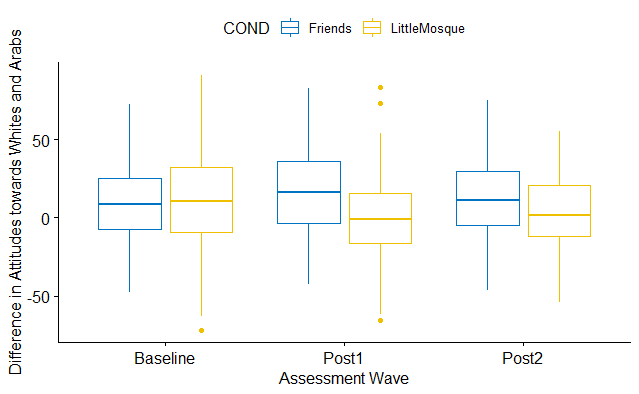 COND Friends LittleMosque
Difference in Attitudes towards Whites and Arabs
50
0
-50
Baseline Post1 Post2
Assessment Wave